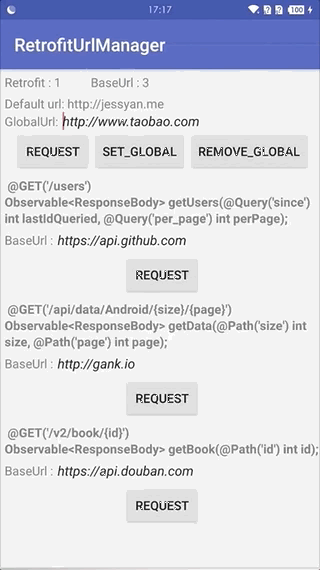 17:17
100
RetrofitUrlManager
Retrofit : 1 BaseUrl : 3
Default url: http://jessyan.me
GlobalUrl: http://www.taobao.com
REQUEST SET_GLOBAL REMOVE_GLOBAL
@GET('/users')
Observable<ResponseBody> getUsers(@Query('since')
int lastIdQueried, @Query('per_page') int perPage);
BaseUrl : https://api.github.com
REQUEST
@GET('/api/data/Android/{size}/{page}')
Observable<ResponseBody> getData(@Path('size') int
size, @Path('page') int page);
BaseUrl : http://gank.io
REQUEST
@GET('/v2/book/{id}')
Observable<ResponseBody> getBook(@Path('id') int id);
BaseUrl : https://api.douban.com
REQUEST